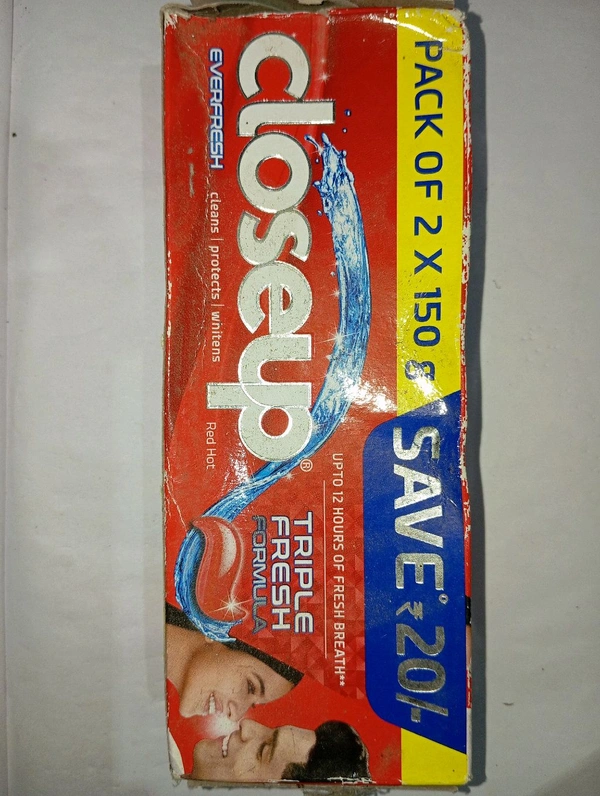 PACK OF 2 X 150 g
SAVE° ₹20/-
closeup®
EVERFRESH
cleans | protects | whitens
Red Hot
UPTO 12 HOURS OF FRESH BREATH**
TRIPLE
FRESH
FORMULA